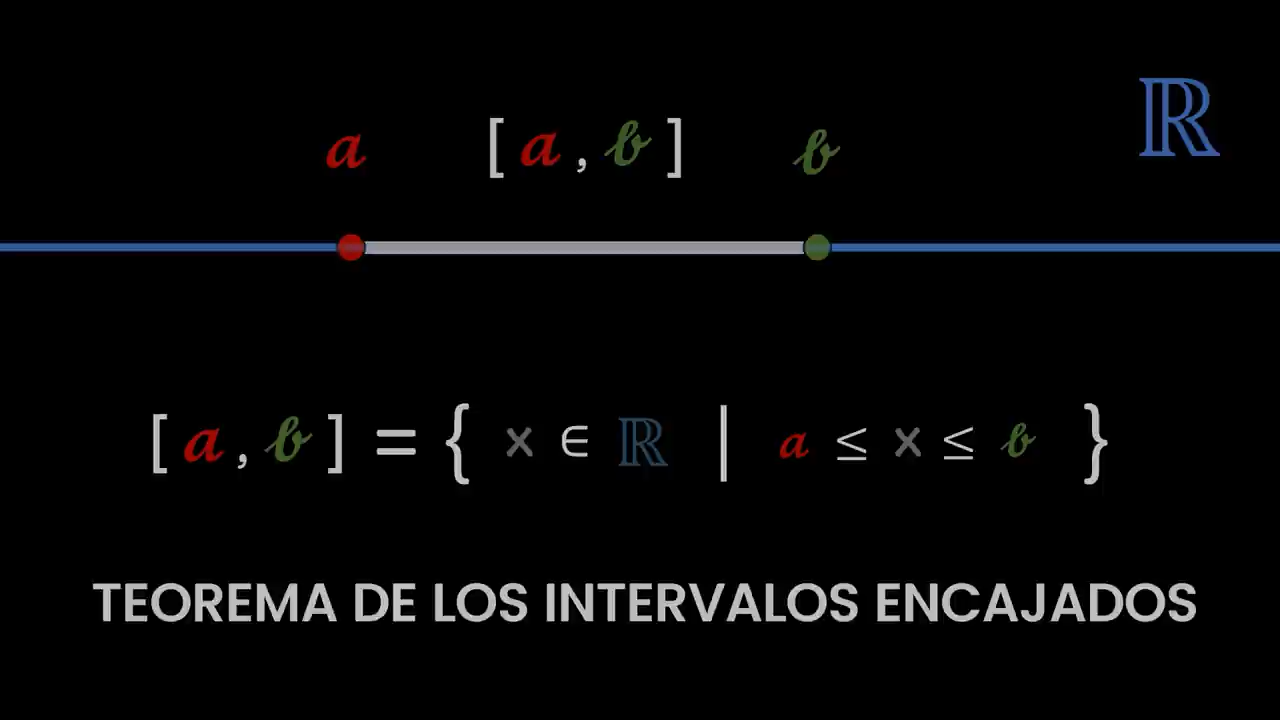 ℝ
a [ a , b ] b
[ a , b ] = { x ∈ ℝ | a ≤ x ≤ b }
TEOREMA DE LOS INTERVALOS ENCAJADOS